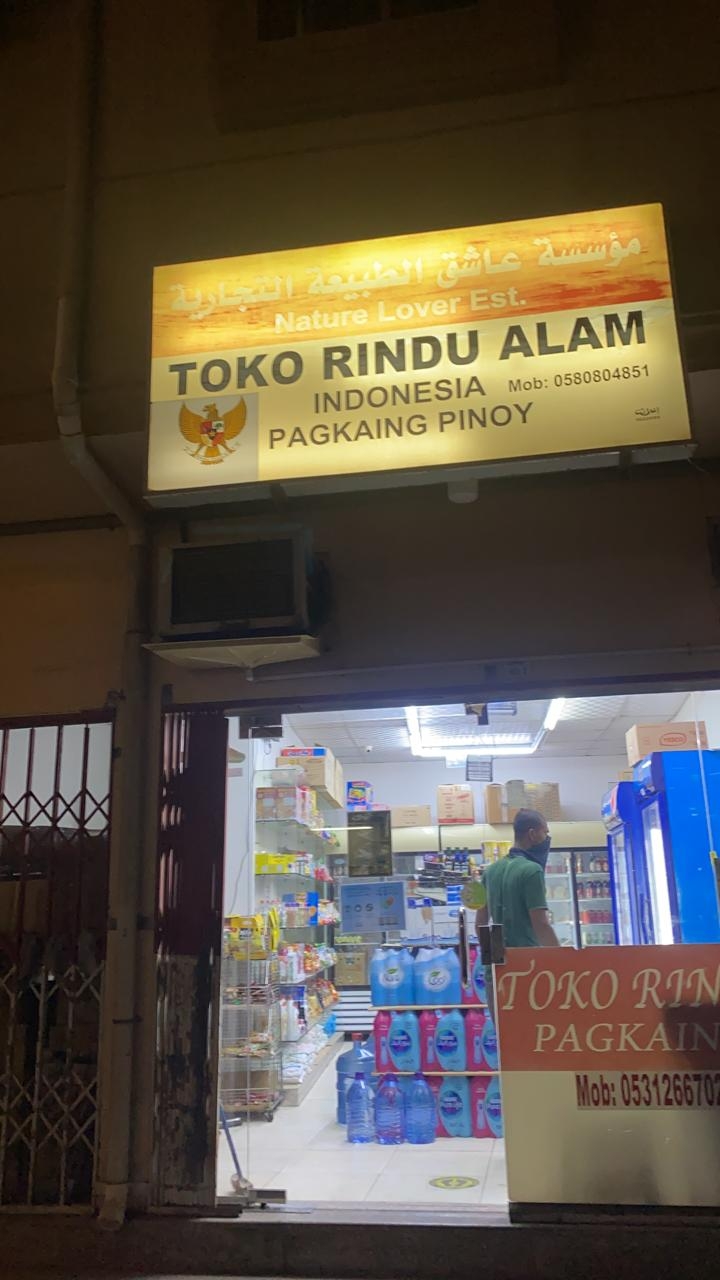 مؤسسة عاشق الطبيعة التجارية
Nature Lover Est.
TOKO RINDU ALAM
INDONESIA
Mob: 0580804851
PAGKAING PINOY
TOKO RIN
PAGKAIN
Mob: 053126670